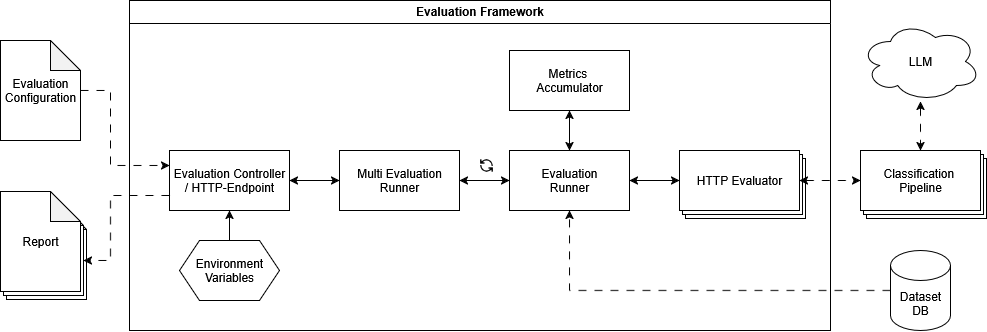 Evaluation Framework
Evaluation
Configuration
LLM
Metrics
Accumulator
Evaluation Controller
/ HTTP-Endpoint
Multi Evaluation
Runner
Evaluation
Runner
HTTP Evaluator
Classification
Pipeline
Report
Environment
Variables
Dataset
DB